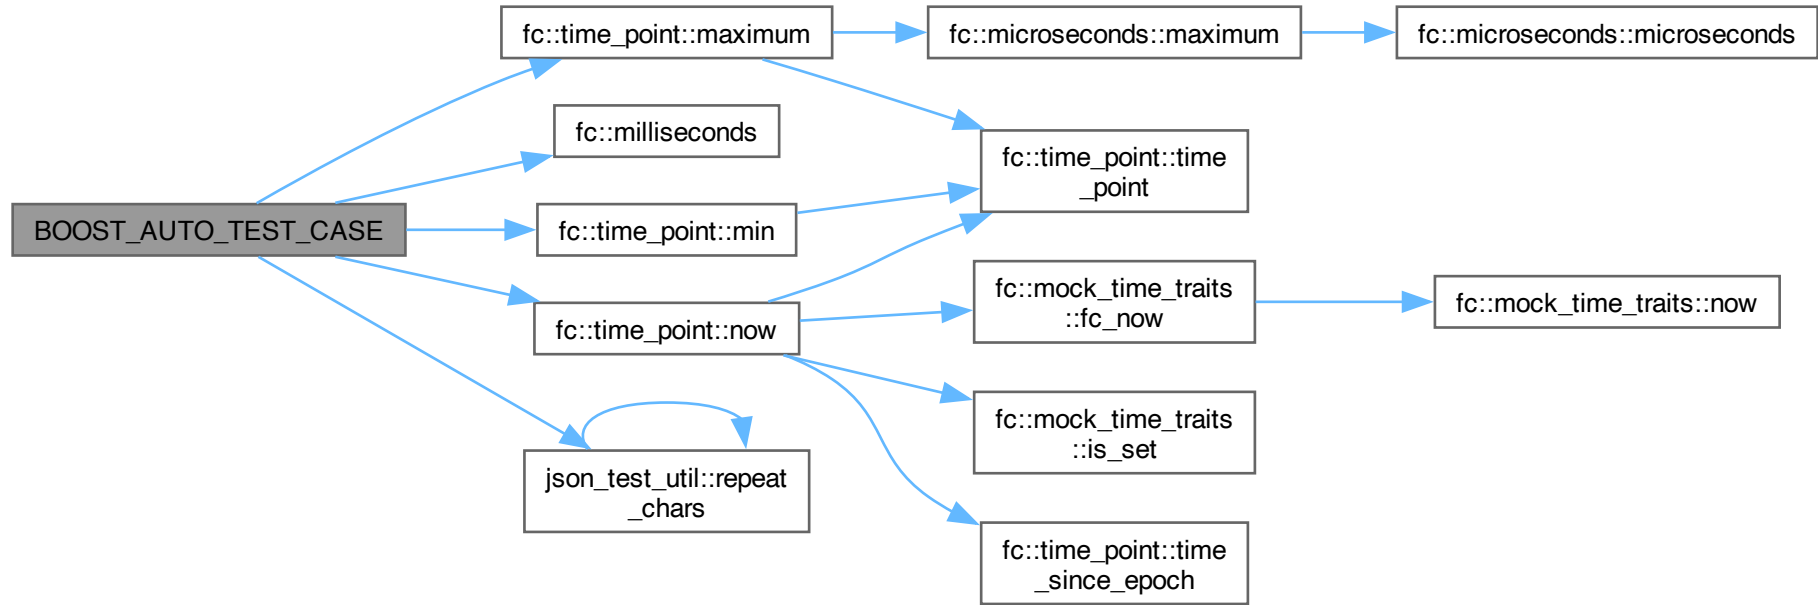 fc::time_point::maximum
fc::microseconds::maximum
fc::microseconds::microseconds
fc::milliseconds
fc::time_point::time
_point
BOOST_AUTO_TEST_CASE
fc::time_point::min
fc::mock_time_traits
::fc_now
fc::mock_time_traits::now
fc::time_point::now
fc::mock_time_traits
::is_set
json_test_util::repeat
_chars
fc::time_point::time
_since_epoch